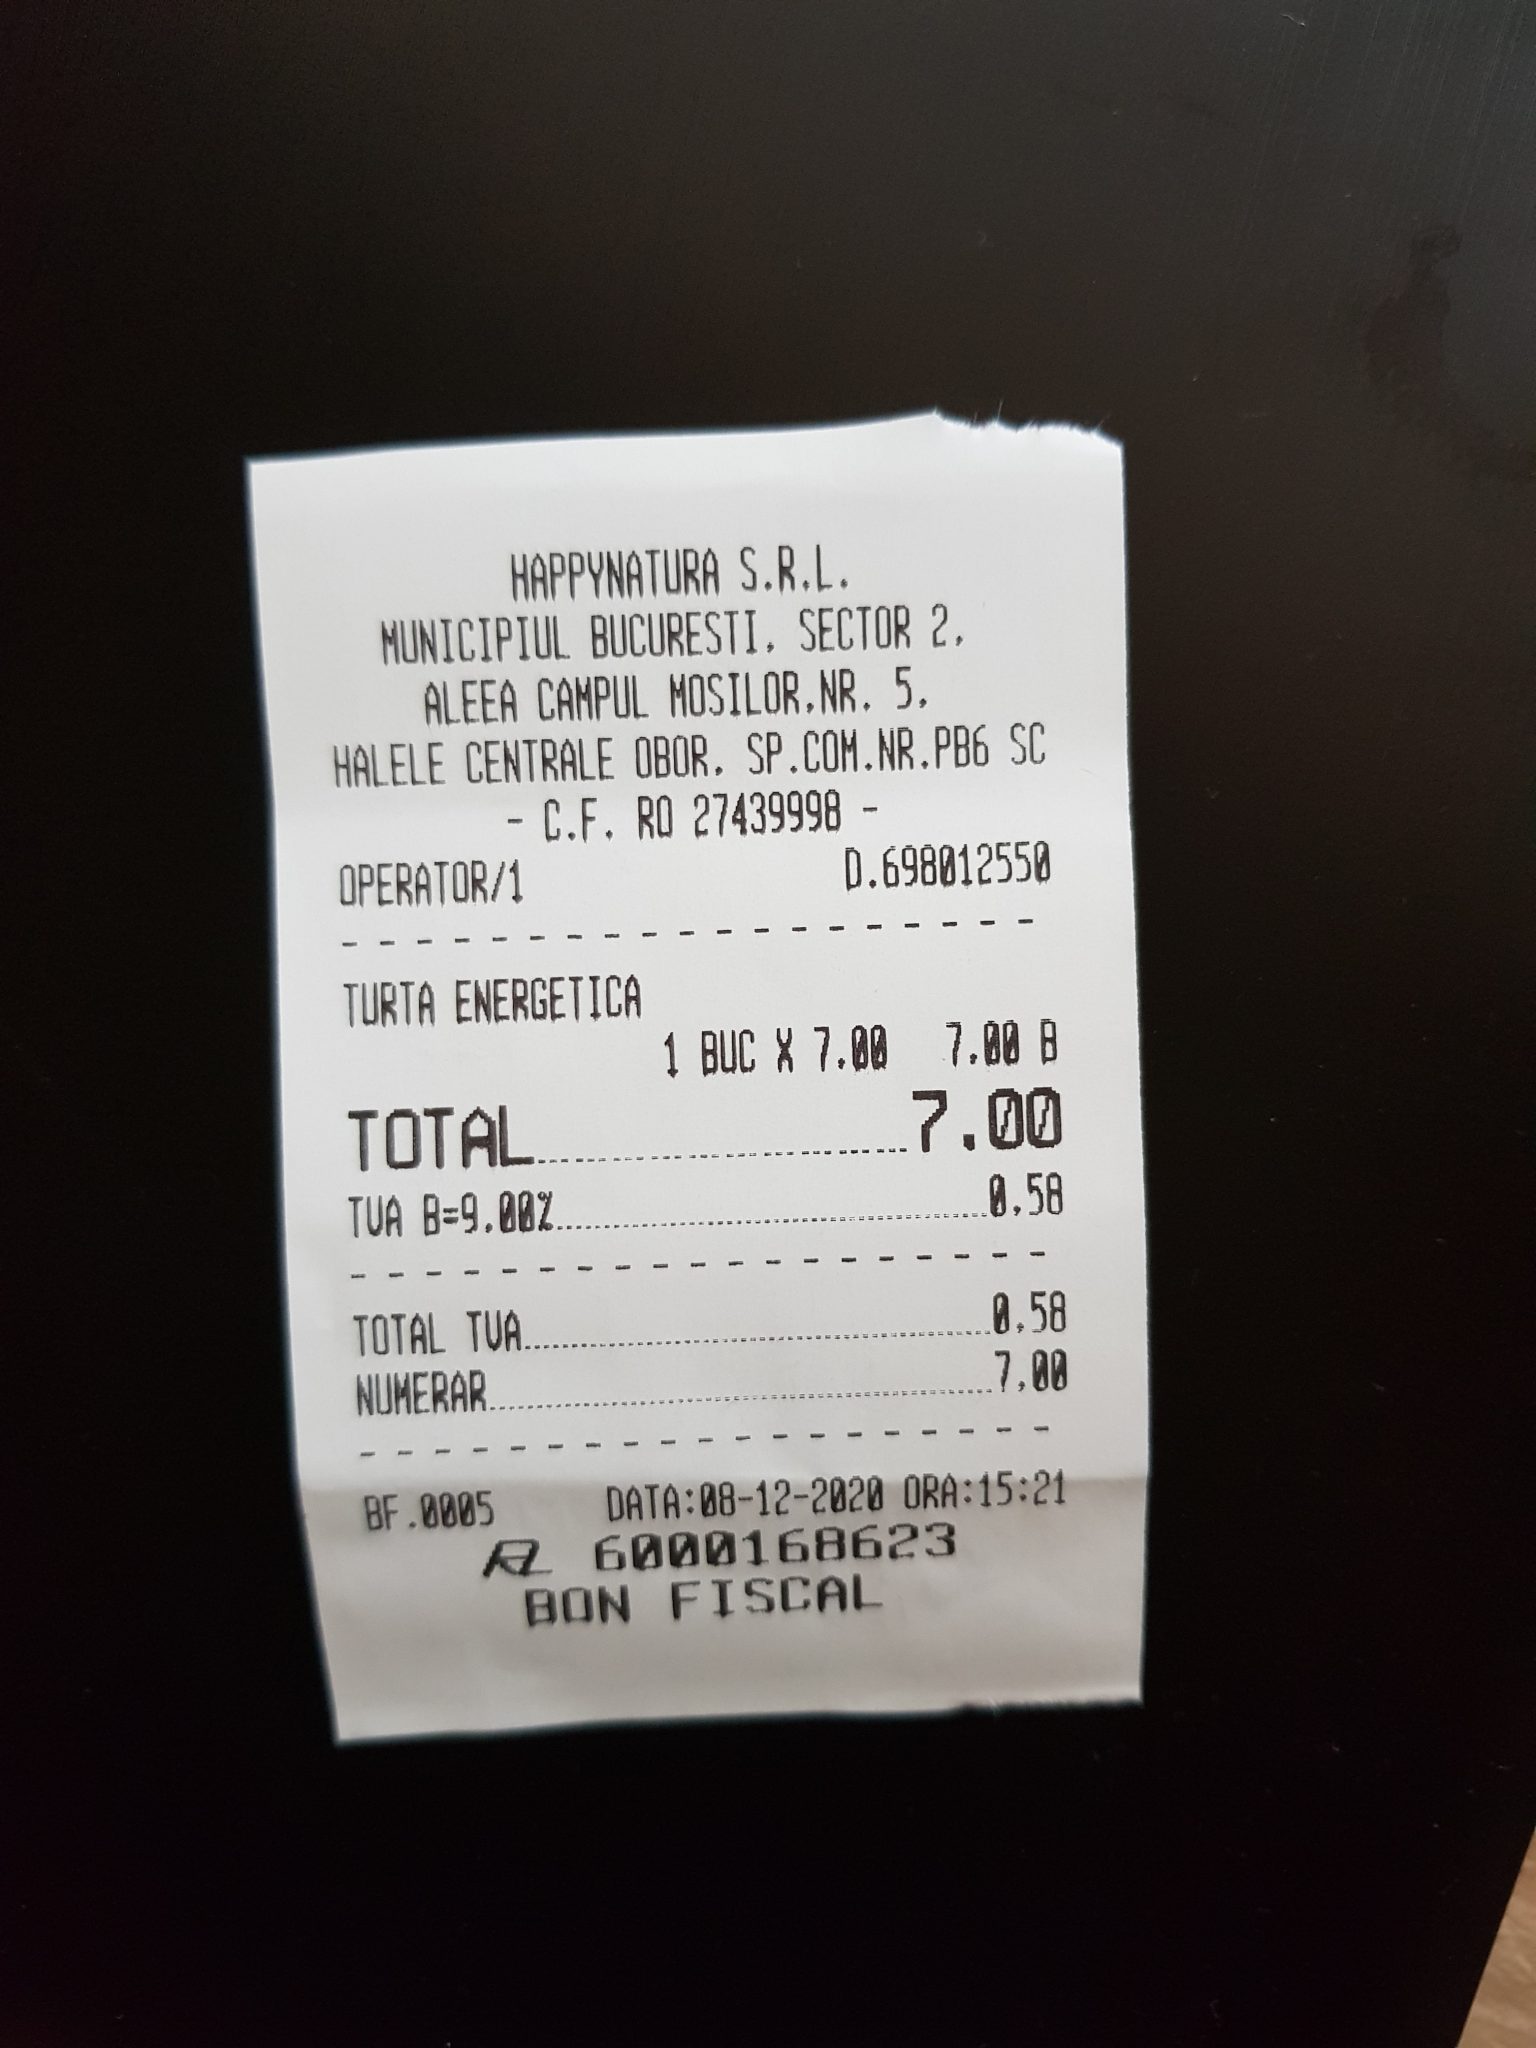 HAPPYNATURA S.R.L.
MUNICIPIUL BUCURESTI, SECTOR 2,
ALEEA CAMPUL MOSILOR,NR. 5,
HALELE CENTRALE OBOR, SP.COM.NR.PB6 SC
- C.F. RO 27439998 -
OPERATOR/1 D.698012550
- - - - - - - - - - - - - - - - - - -
TURTA ENERGETICA
1 BUC X 7.00 7.00 B
TOTAL 7.00
TVA B=9.00% 0.58
- - - - - - - - - - - - - - - - - - -
TOTAL TVA 0.58
NUMERAR 7.00
- - - - - - - - - - - - - - - - - - -
BF.0005 DATA:08-12-2020 ORA:15:21
6000168623
BON FISCAL